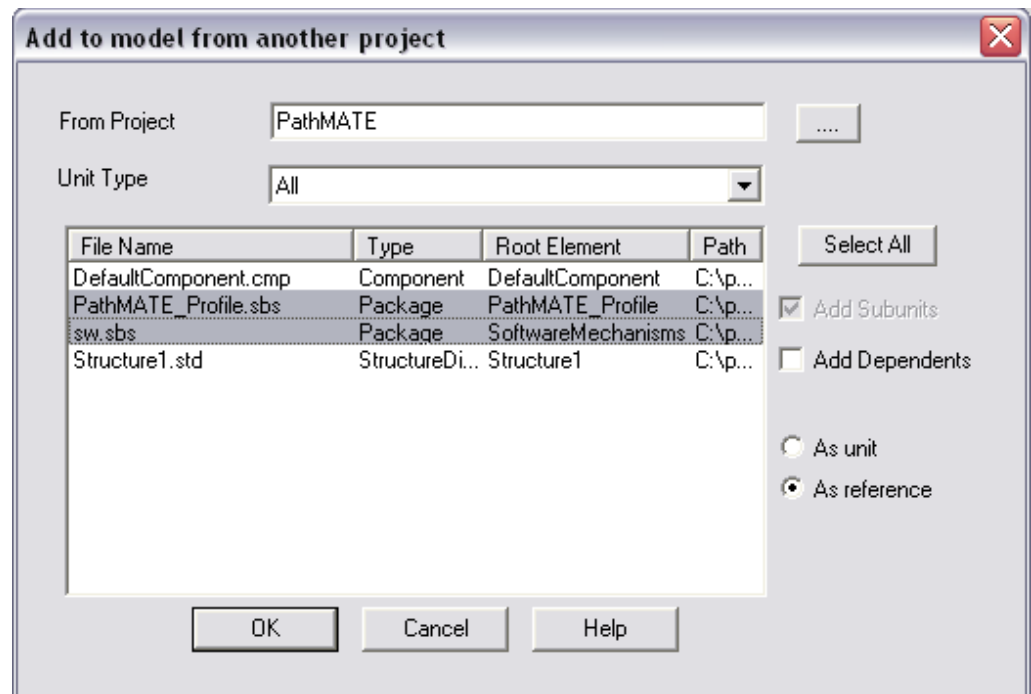 Add to model from another project
From Project PathMATE ....
Unit Type All
File Name Type Root Element Path Select All
DefaultComponent.cmp Component DefaultComponent C:\p...
PathMATE_Profile.sbs Package PathMATE_Profile C:\p... Add Subunits
sw.sbs Package SoftwareMechanisms C:\p...
Structure1.std StructureDi... Structure1 C:\p... Add Dependents
As unit
As reference
OK Cancel Help